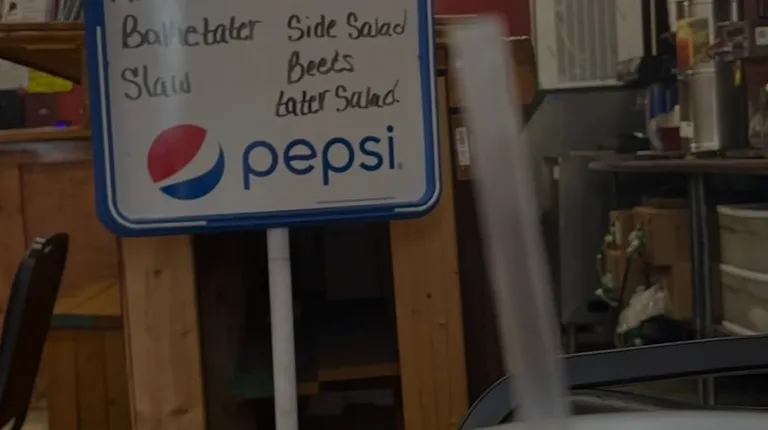 Baketater Side Salad
Slaw Beets
tater Salad
pepsi